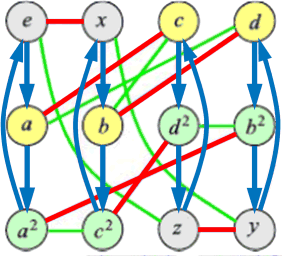 e x c d
a b d² b²
a² c² z y